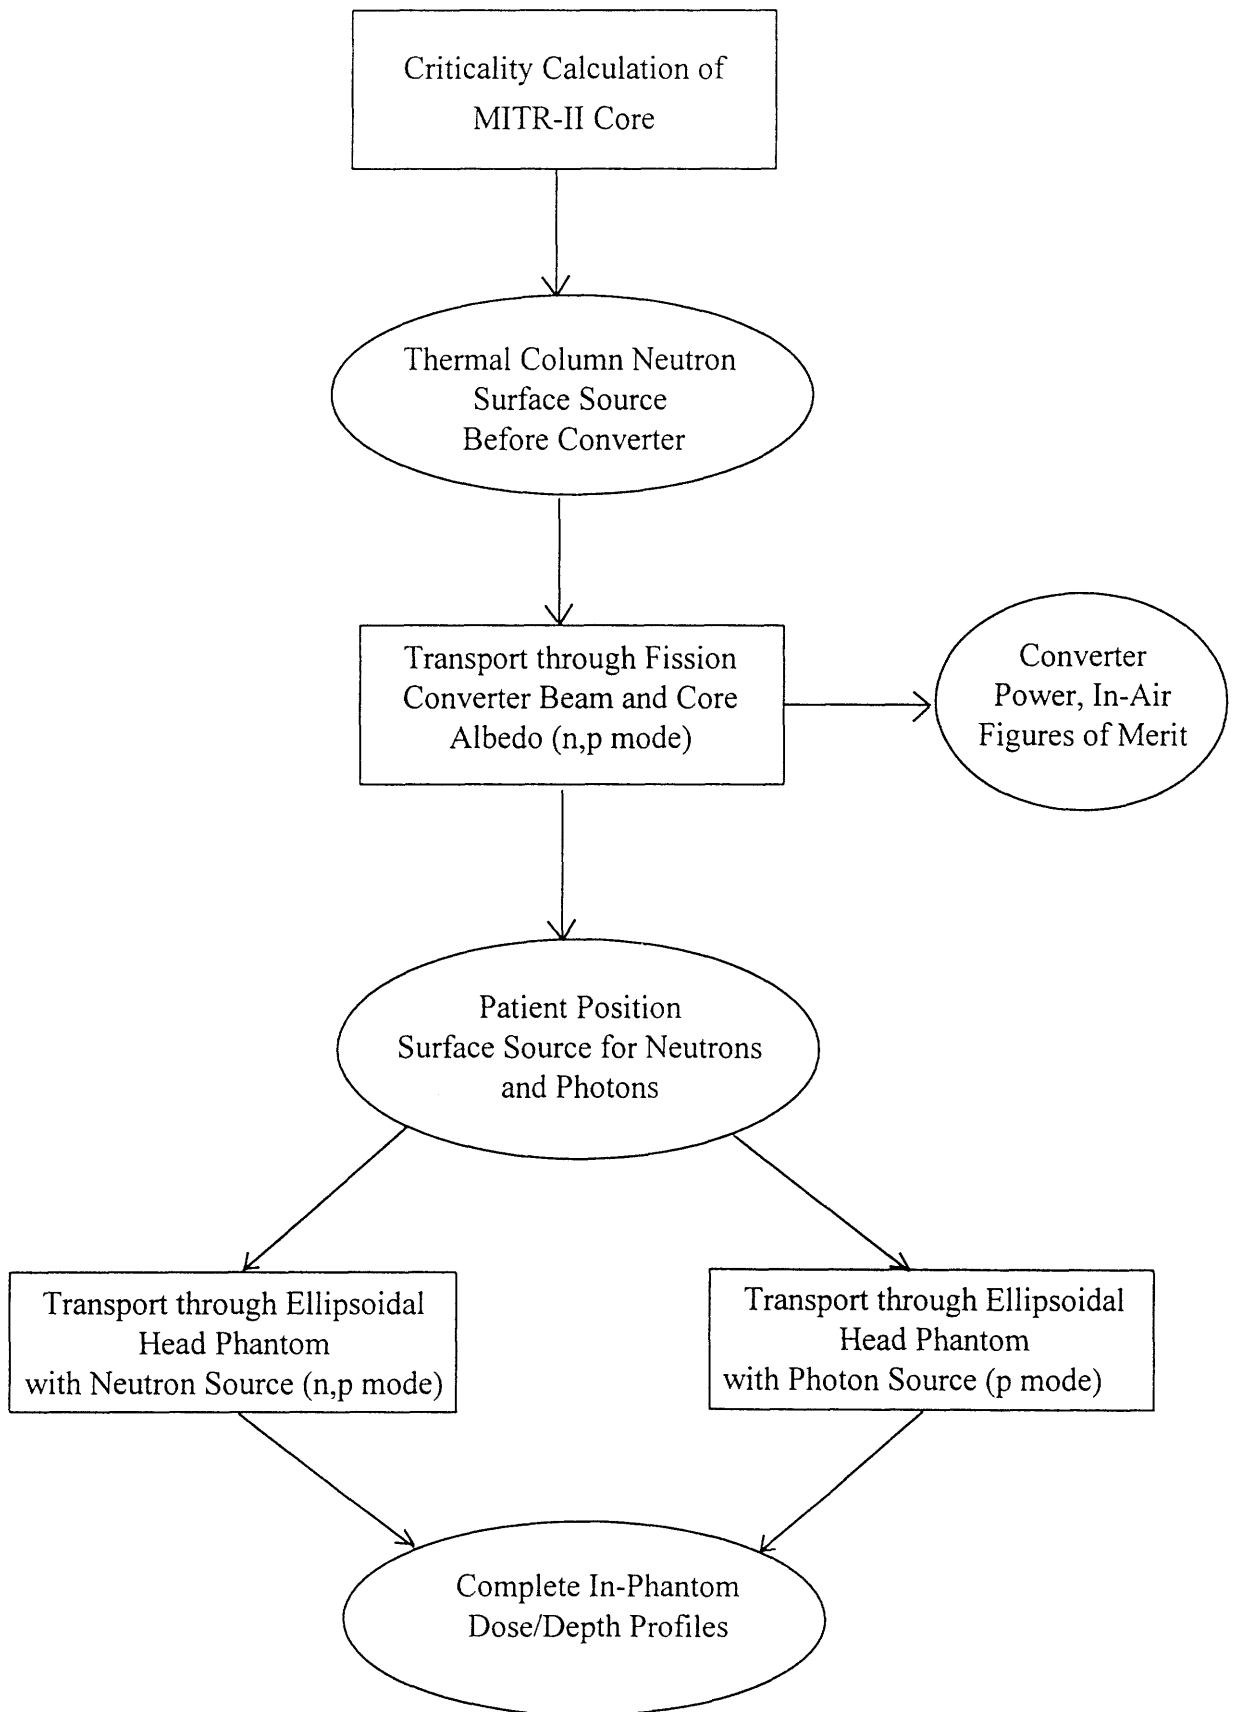 Criticality Calculation of
MITR-II Core
Thermal Column Neutron
Surface Source
Before Converter
Transport through Fission
Converter Beam and Core
Albedo (n,p mode)
Converter
Power, In-Air
Figures of Merit
Patient Position
Surface Source for Neutrons
and Photons
Transport through Ellipsoidal
Head Phantom
with Neutron Source (n,p mode)
Transport through Ellipsoidal
Head Phantom
with Photon Source (p mode)
Complete In-Phantom
Dose/Depth Profiles